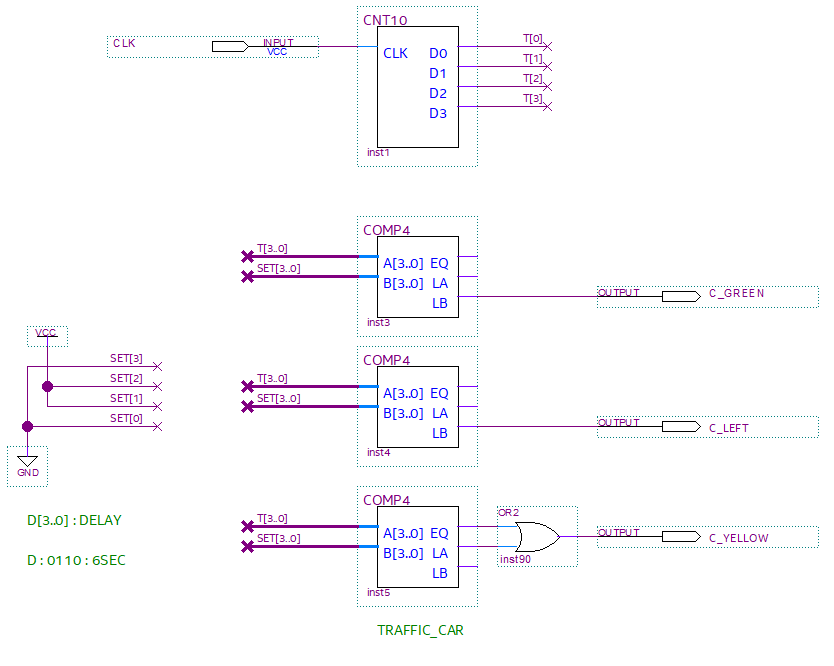 CNT10
CLK
INPUT
VCC
CLK
D0
D1
D2
D3
T[0]
T[1]
T[2]
T[3]
inst1
COMP4
T[3..0]
SET[3..0]
A[3..0] EQ
B[3..0] LA
LB
inst3
OUTPUT
C_GREEN
VCC
SET[3]
SET[2]
SET[1]
SET[0]
GND
COMP4
T[3..0]
SET[3..0]
A[3..0] EQ
B[3..0] LA
LB
inst4
OUTPUT
C_LEFT
D[3..0] : DELAY
D : 0110 : 6SEC
COMP4
T[3..0]
SET[3..0]
A[3..0] EQ
B[3..0] LA
LB
inst5
OR2
inst90
OUTPUT
C_YELLOW
TRAFFIC_CAR